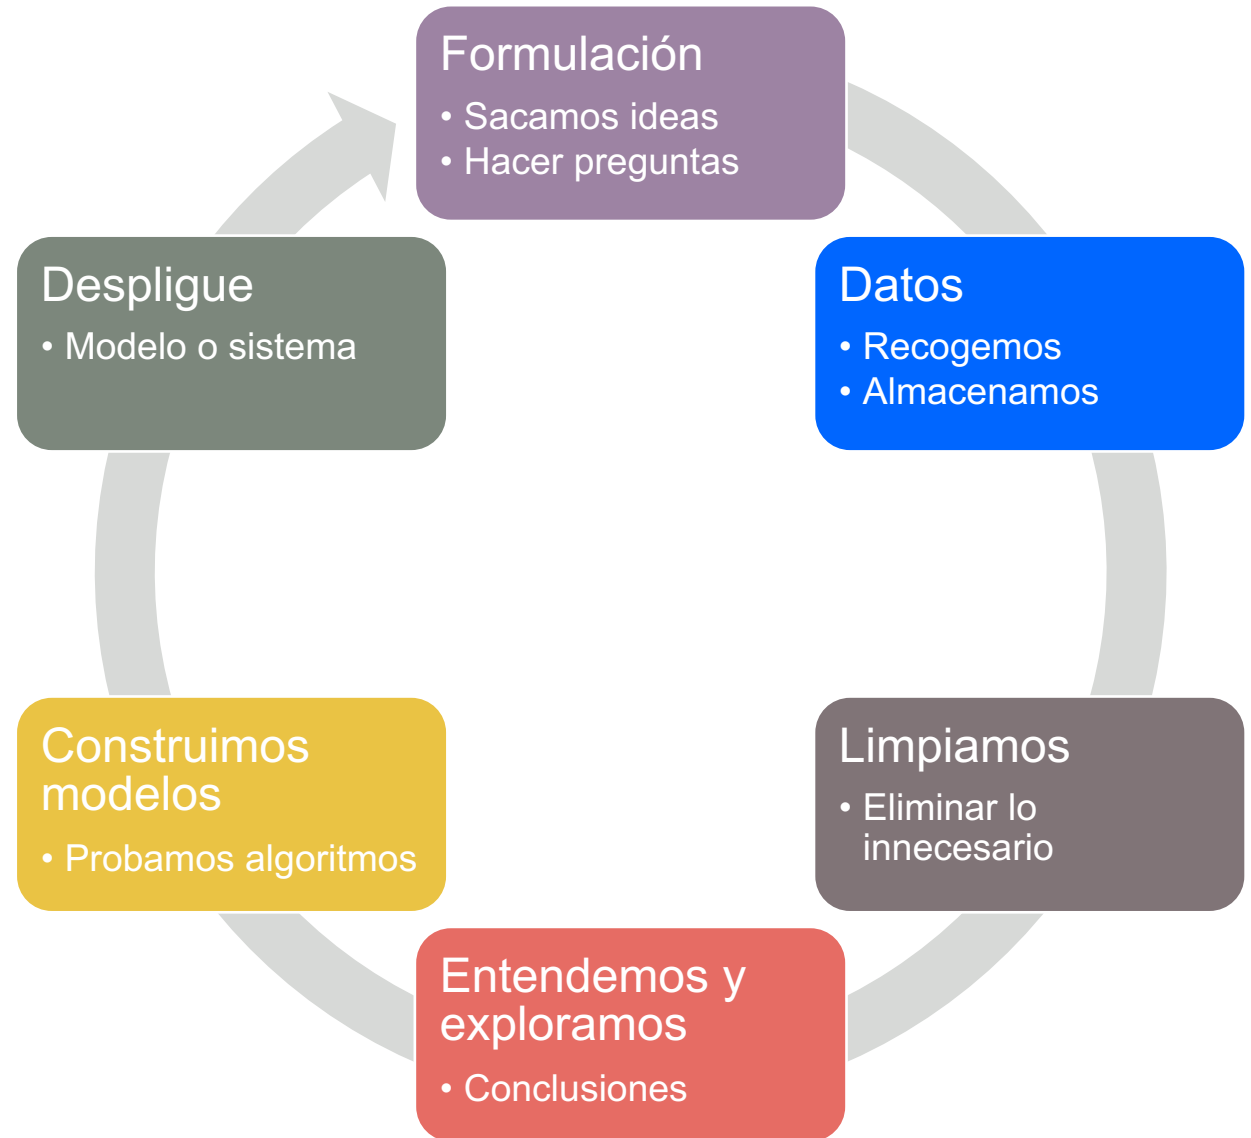 Formulación
• Sacamos ideas
• Hacer preguntas
Datos
• Recogemos
• Almacenamos
Limpiamos
• Eliminar lo
innecesario
Entendemos y
exploramos
• Conclusiones
Construimos
modelos
• Probamos algoritmos
Despligue
• Modelo o sistema